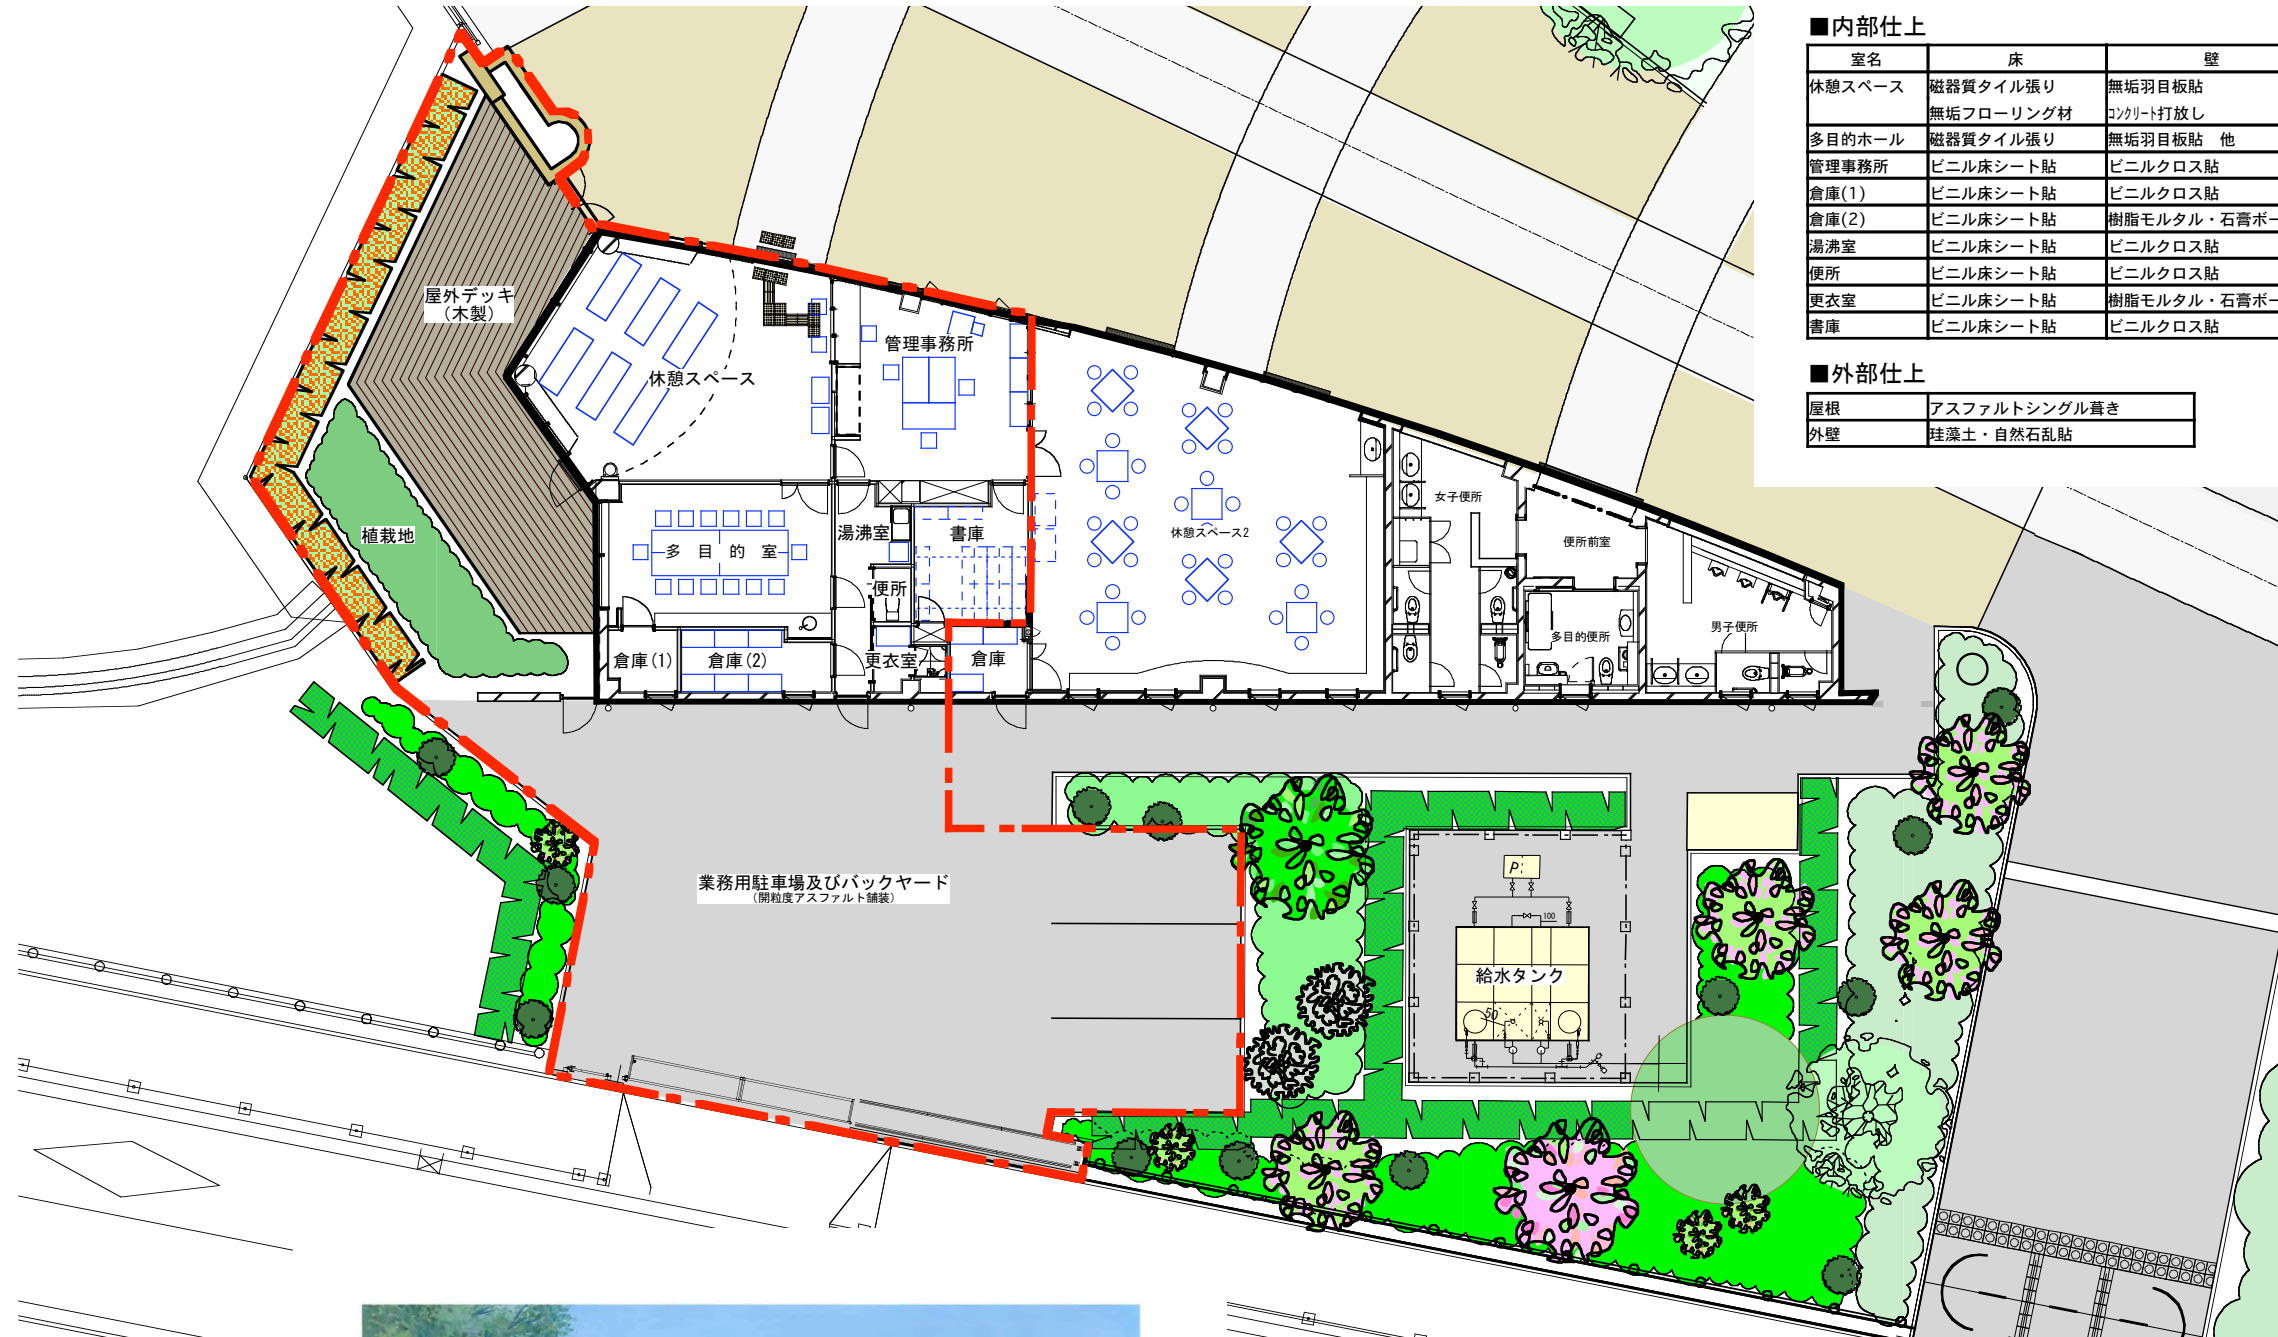 ■内部仕上
室名 床 壁
休憩スペース 磁器質タイル張り 無垢羽目板貼
無垢フローリング材 コンクリート打放し
多目的ホール 磁器質タイル張り 無垢羽目板貼 他
管理事務所 ビニル床シート貼 ビニルクロス貼
倉庫(1) ビニル床シート貼 ビニルクロス貼
倉庫(2) ビニル床シート貼 樹脂モルタル・石膏ボー
湯沸室 ビニル床シート貼 ビニルクロス貼
便所 ビニル床シート貼 ビニルクロス貼
更衣室 ビニル床シート貼 樹脂モルタル・石膏ボー
書庫 ビニル床シート貼 ビニルクロス貼
■外部仕上
屋根 アスファルトシングル葺き
外壁 珪藻土・自然石乱貼
屋外デッキ
（木製）
管理事務所
休憩スペース
植栽地
多目的室
湯沸室
書庫
便所
休憩スペース2
女子便所
便所前室
多目的便所
男子便所
倉庫(1)
倉庫(2)
更衣室
倉庫
業務用駐車場及びバックヤード
（開粒度アスファルト舗装）
P
100
給水タンク
50